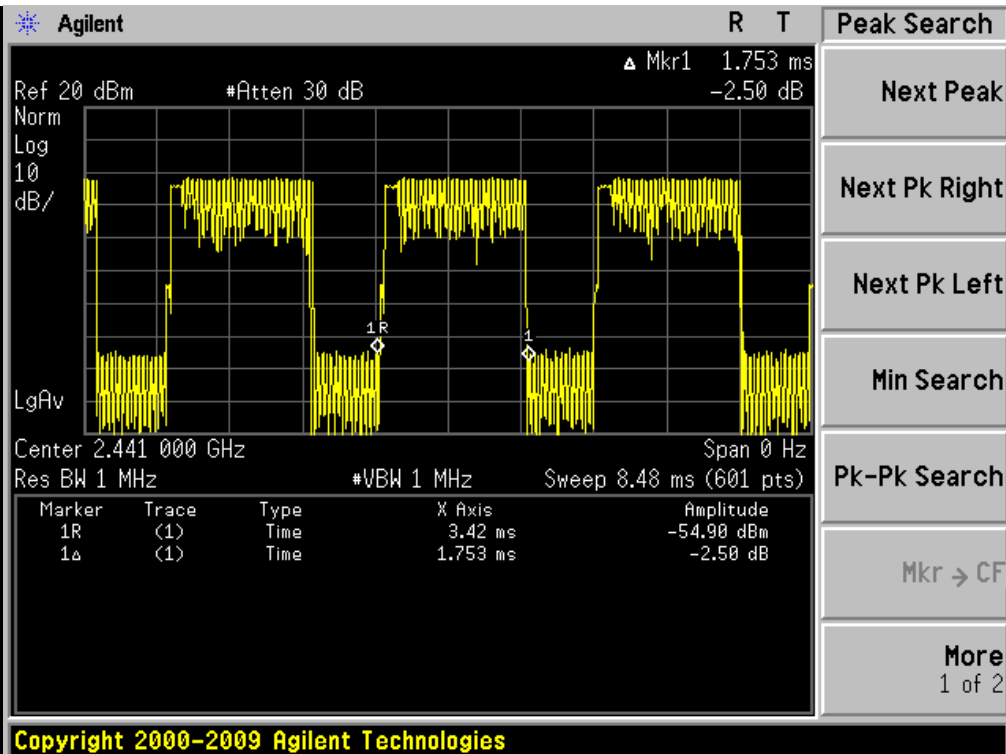 Agilent R T
Δ Mkr1 1.753 ms
Ref 20 dBm #Atten 30 dB -2.50 dB
Norm
Log
10
dB/
1R
1
LgAv
Center 2.441 000 GHz Span 0 Hz
Res BW 1 MHz #VBW 1 MHz Sweep 8.48 ms (601 pts)
Marker Trace Type X Axis Amplitude
1R (1) Time 3.42 ms -54.90 dBm
1Δ (1) Time 1.753 ms -2.50 dB
Copyright 2000-2009 Agilent Technologies
Peak Search
Next Peak
Next Pk Right
Next Pk Left
Min Search
Pk-Pk Search
Mkr → CF
More
1 of 2